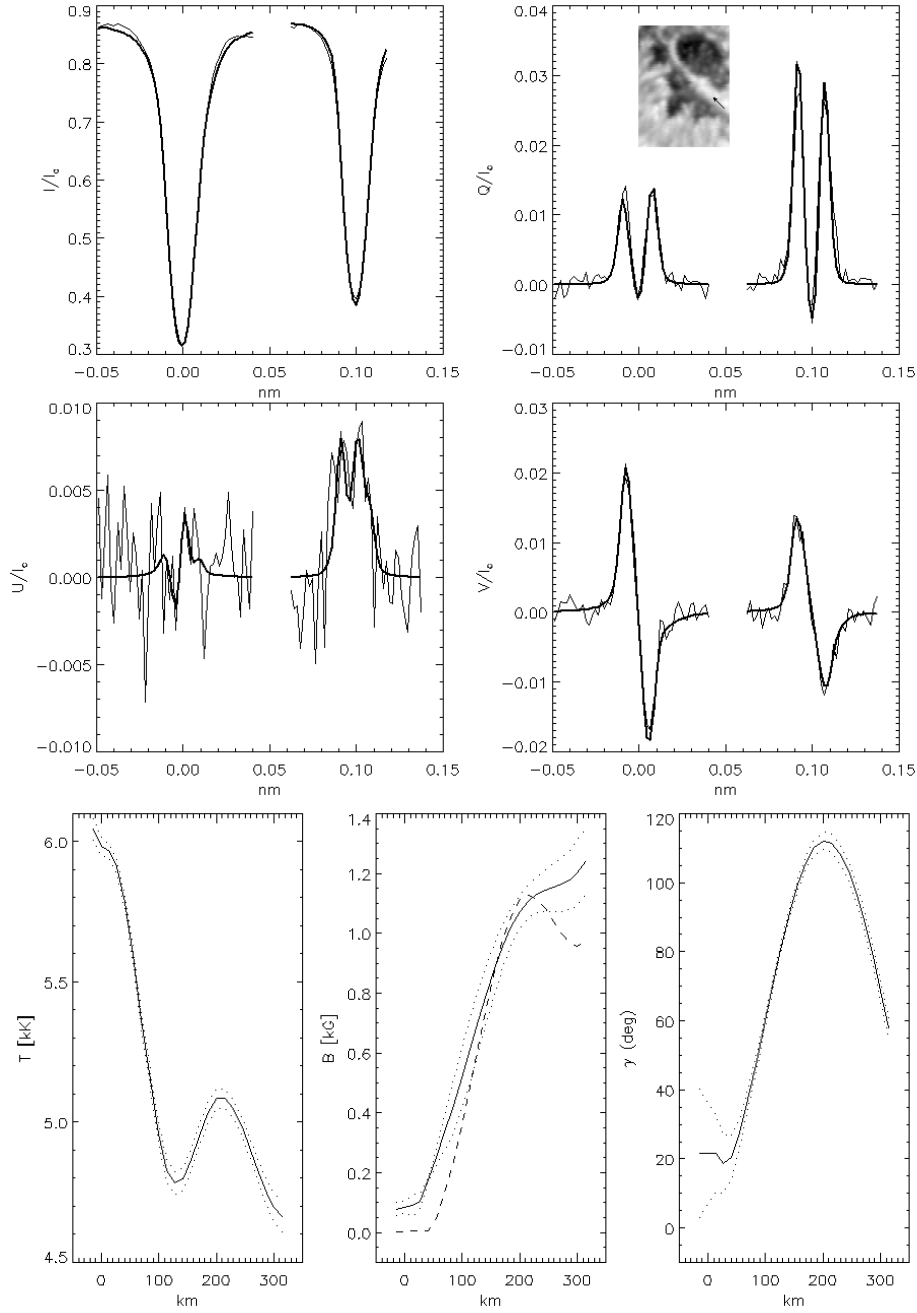 I/Ic
0.9
0.8
0.7
0.6
0.5
0.4
0.3
-0.05 0.00 0.05 0.10 0.15
nm
Q/Ic
0.04
0.03
0.02
0.01
0.00
-0.01
-0.05 0.00 0.05 0.10 0.15
nm
U/Ic
0.010
0.005
0.000
-0.005
-0.010
-0.05 0.00 0.05 0.10 0.15
nm
V/Ic
0.03
0.02
0.01
0.00
-0.01
-0.02
-0.05 0.00 0.05 0.10 0.15
nm
T [kK]
6.0
5.5
5.0
4.5
0 100 200 300
km
B [kG]
1.4
1.2
1.0
0.8
0.6
0.4
0.2
0.0
0 100 200 300
km
γ (deg)
120
100
80
60
40
20
0
0 100 200 300
km